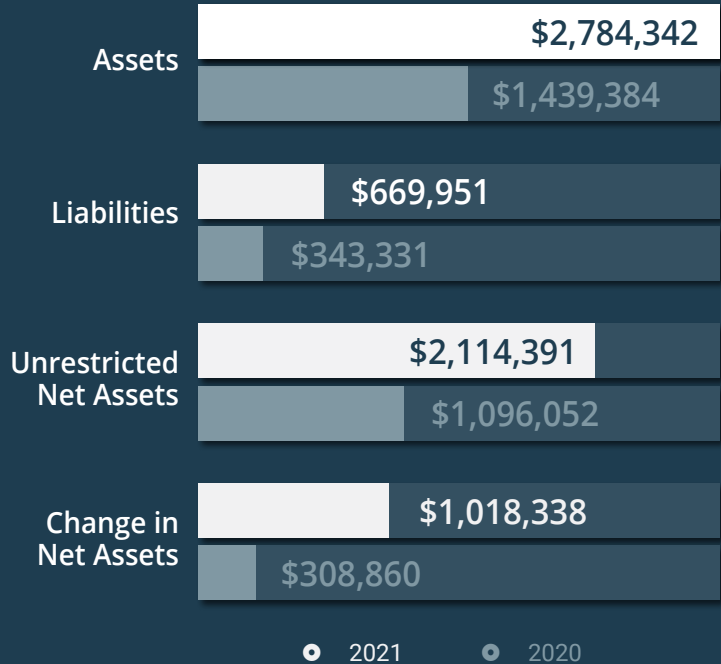 Assets
$2,784,342
$1,439,384
Liabilities
$669,951
$343,331
Unrestricted
Net Assets
$2,114,391
$1,096,052
Change in
Net Assets
$1,018,338
$308,860
2021 2020